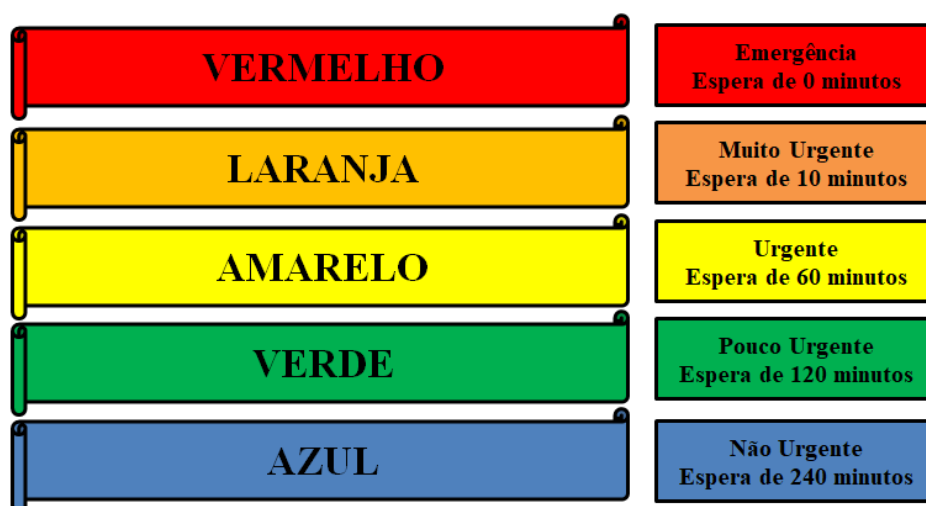 VERMELHO
Emergência
Espera de 0 minutos
LARANJA
Muito Urgente
Espera de 10 minutos
AMARELO
Urgente
Espera de 60 minutos
VERDE
Pouco Urgente
Espera de 120 minutos
AZUL
Não Urgente
Espera de 240 minutos